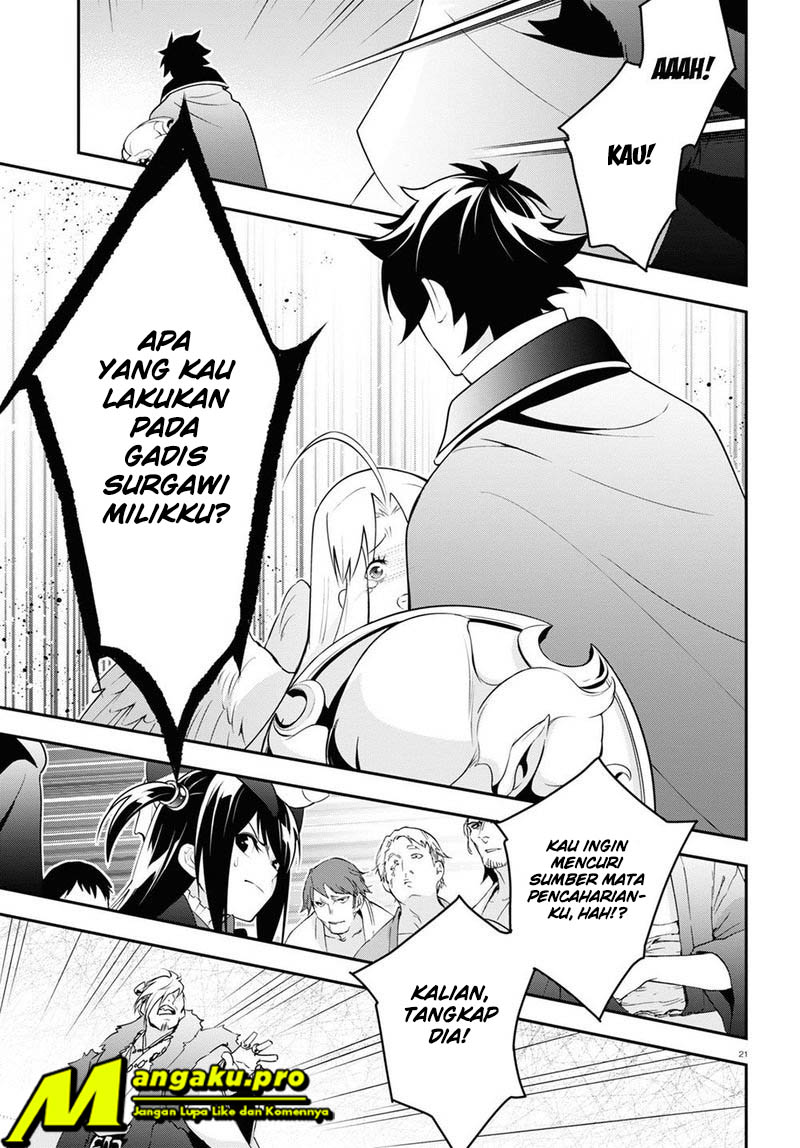 AAAH!
KAU!
APA
YANG KAU
LAKUKAN
PADA
GADIS
SURGAWI
MILIKKU?
KAU INGIN
MENCURI
SUMBER MATA
PENCAHARIAN-
KU, HAH!?
KALIAN,
TANGKAP
DIA!
21
Mangaku.pro
Jangan Lupa Like dan Komennya